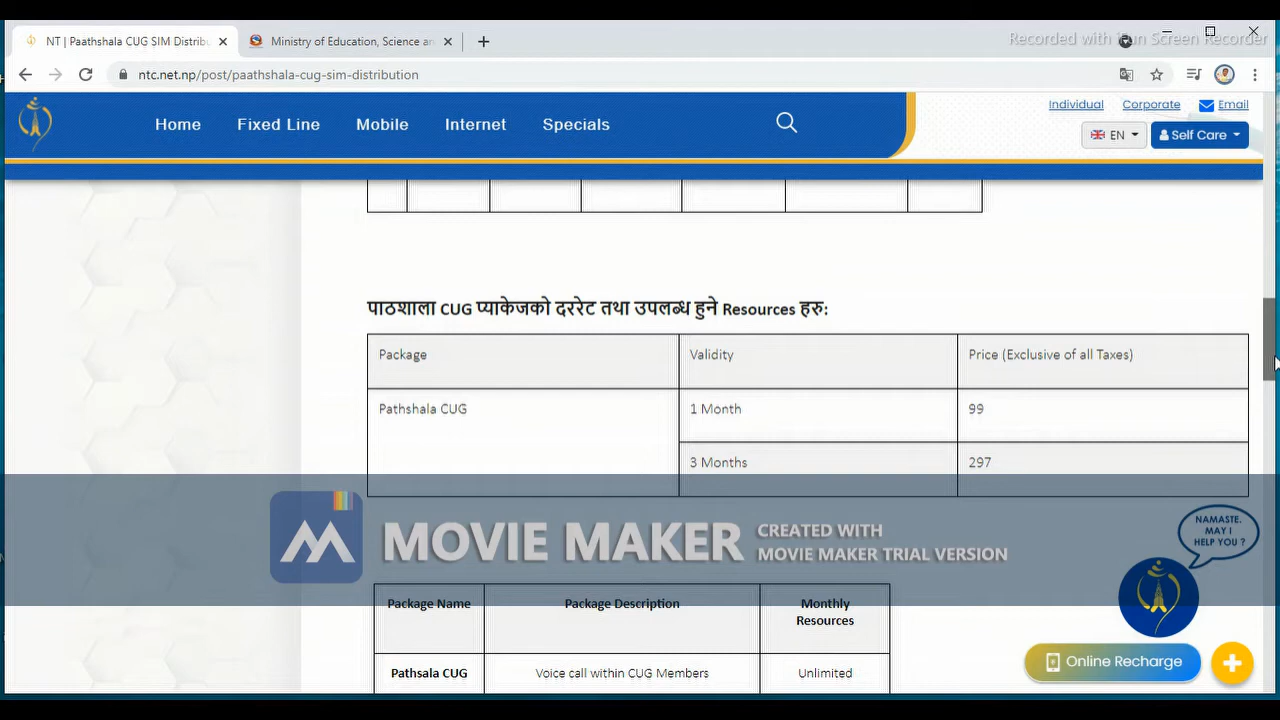 NT | Paathshala CUG SIM Distribu
Ministry of Education, Science an
Recorded with iFun Screen Recorder
ntc.net.np/post/paathshala-cug-sim-distribution
Individual Corporate Email
Home Fixed Line Mobile Internet Specials
EN Self Care
पाठशाला CUG प्याकेजको दररेट तथा उपलब्ध हुने Resources हरु:
Package Validity Price (Exclusive of all Taxes)
Pathshala CUG 1 Month 99
3 Months 297
MOVIE MAKER
CREATED WITH
MOVIE MAKER TRIAL VERSION
NAMASTE.
MAY I
HELP YOU ?
Package Name Package Description Monthly
Resources
Online Recharge
Pathsala CUG Voice call within CUG Members Unlimited